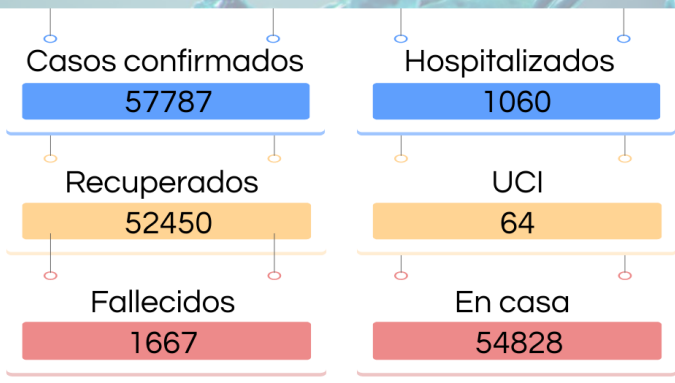 Casos confirmados
57787
Hospitalizados
1060
Recuperados
52450
UCI
64
Fallecidos
1667
En casa
54828